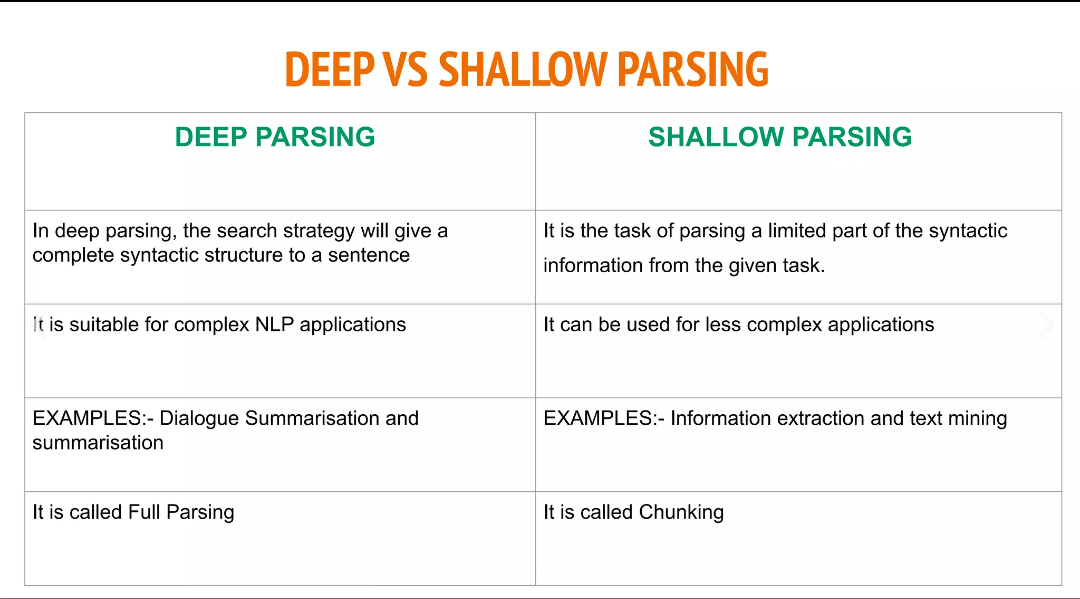 DEEP VS SHALLOW PARSING
DEEP PARSING
SHALLOW PARSING
In deep parsing, the search strategy will give a
complete syntactic structure to a sentence
It is the task of parsing a limited part of the syntactic
information from the given task.
It is suitable for complex NLP applications
It can be used for less complex applications
EXAMPLES:- Dialogue Summarisation and
summarisation
EXAMPLES:- Information extraction and text mining
It is called Full Parsing
It is called Chunking